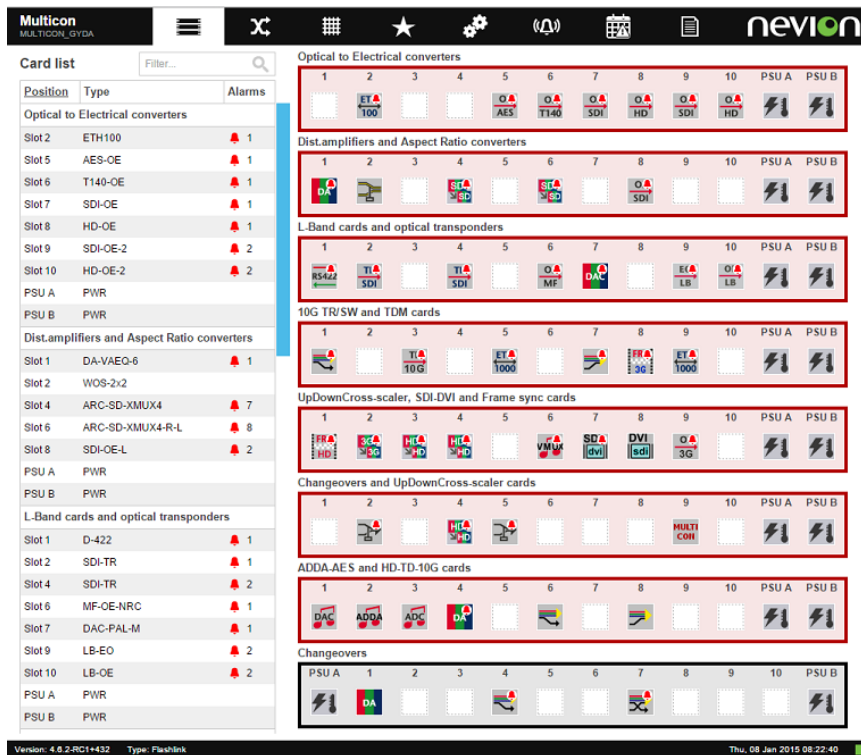 Multicon
MULTICON_GYDA
nevion
Card list
Filter...
Position Type Alarms
Optical to Electrical converters
Slot 2 ETH100 1
Slot 5 AES-OE 1
Slot 6 T140-OE 1
Slot 7 SDI-OE 1
Slot 8 HD-OE 1
Slot 9 SDI-OE-2 2
Slot 10 HD-OE-2 2
PSU A PWR
PSU B PWR
Dist.amplifiers and Aspect Ratio converters
Slot 1 DA-VAEQ-6 1
Slot 2 WOS-2x2
Slot 4 ARC-SD-XMUX4 7
Slot 6 ARC-SD-XMUX4-R-L 8
Slot 8 SDI-OE-L 2
PSU A PWR
PSU B PWR
L-Band cards and optical transponders
Slot 1 D-422 1
Slot 2 SDI-TR 1
Slot 4 SDI-TR 2
Slot 6 MF-OE-NRC 1
Slot 7 DAC-PAL-M 1
Slot 9 LB-EO 2
Slot 10 LB-OE 2
PSU A PWR
PSU B PWR
Optical to Electrical converters
1 2 3 4 5 6 7 8 9 10 PSU A PSU B
ET O O O O O O
100 AES T140 SDI HD SDI HD
Dist.amplifiers and Aspect Ratio converters
1 2 3 4 5 6 7 8 9 10 PSU A PSU B
DA SD SD O
SD SD SDI
L-Band cards and optical transponders
1 2 3 4 5 6 7 8 9 10 PSU A PSU B
RS422 SDI SDI MF DAC LB LB
10G TR/SW and TDM cards
1 2 3 4 5 6 7 8 9 10 PSU A PSU B
ET FR ET
10G 1000 3G 1000
UpDownCross-scaler, SDI-DVI and Frame sync cards
1 2 3 4 5 6 7 8 9 10 PSU A PSU B
FR 3G HD HD VMUX SD DVI O
HD 3G HD HD dvi sdi 3G
Changeovers and UpDownCross-scaler cards
1 2 3 4 5 6 7 8 9 10 PSU A PSU B
HD MULTI
HD CON
ADDA-AES and HD-TD-10G cards
1 2 3 4 5 6 7 8 9 10 PSU A PSU B
DAC ADDA ADC DA
Changeovers
PSU A 1 2 3 4 5 6 7 8 9 10 PSU B
DA
Version: 4.6.2-RC1+432 Type: Flashlink Thu, 08 Jan 2015 08:22:40